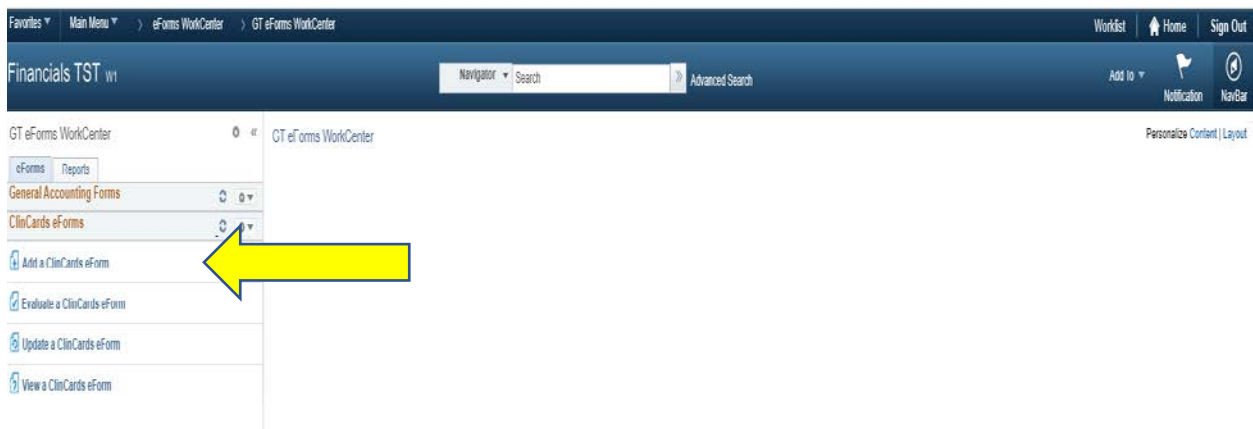 Favorites Main Menu > eForms WorkCenter > GT eForms WorkCenter Worklist Home Sign Out
Financials TST W1 Navigator Search Advanced Search Add To Notification NavBar
GT eForms WorkCenter GT eForms WorkCenter Personalize Content | Layout
eForms Reports
General Accounting Forms
ClinCards eForms
Add a ClinCards eForm
Evaluate a ClinCards eForm
Update a ClinCards eForm
View a ClinCards eForm